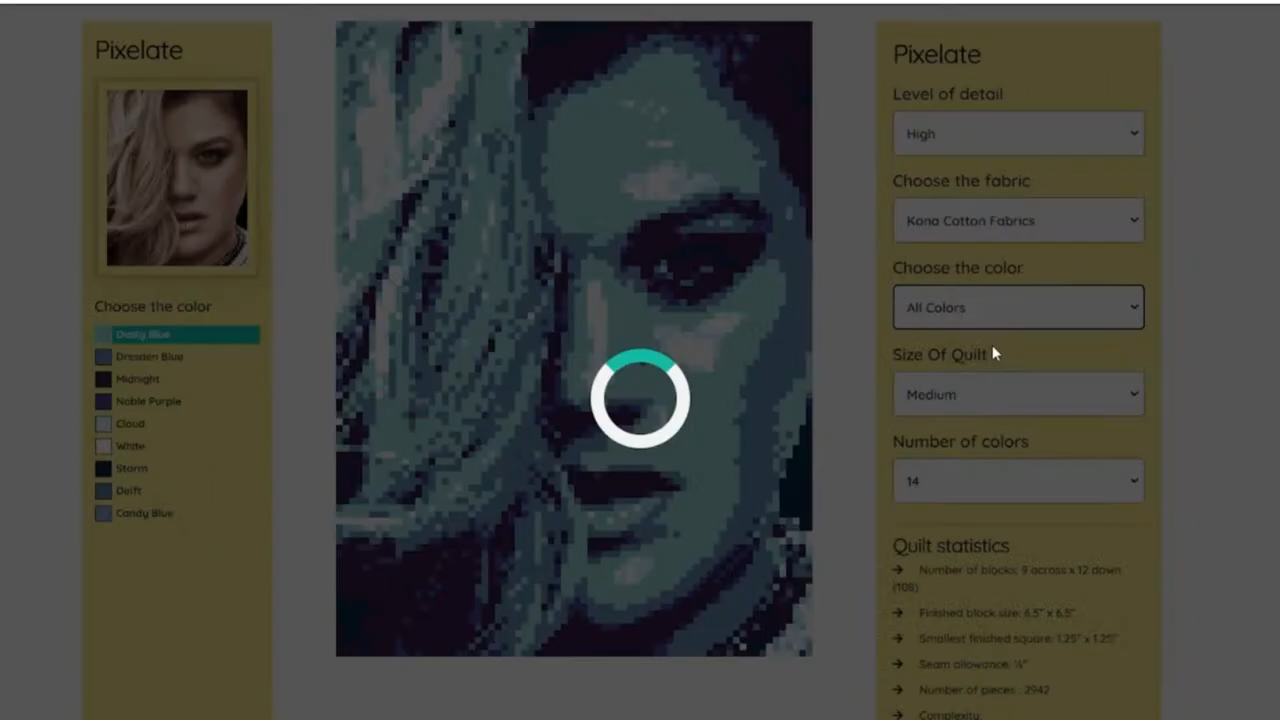 Pixelate
Choose the color
Dusty Blue
Dresden Blue
Midnight
Noble Purple
Cloud
White
Storm
Delft
Candy Blue
Pixelate
Level of detail
High
Choose the fabric
Kona Cotton Fabrics
Choose the color
All Colors
Size Of Quilt
Medium
Number of colors
14
Quilt statistics
Number of blocks: 9 across x 12 down
(108)
Finished block size: 6.5" x 6.5"
Smallest finished square: 1.25" x 1.25"
Seam allowance: ¼"
Number of pieces : 2942
Complexity: